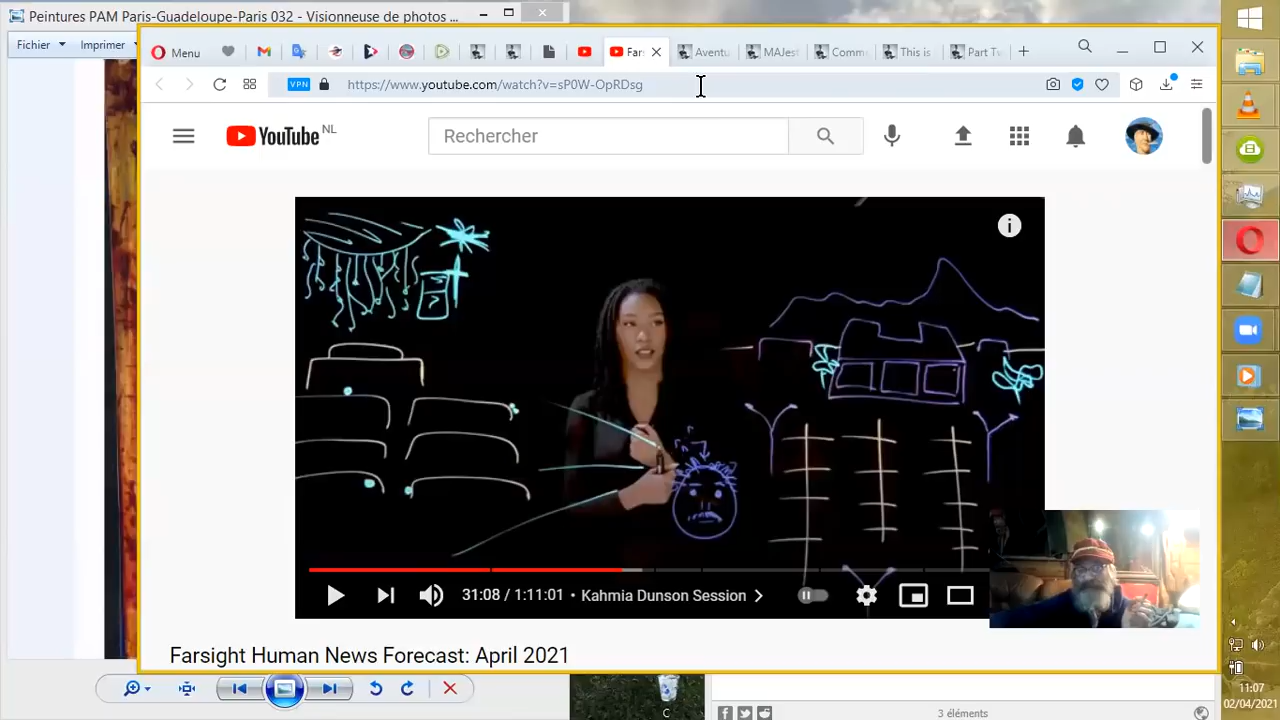 Peintures PAM Paris-Guadeloupe-Paris 032 - Visionneuse de photos ...
Fichier
Imprimer
Menu
Far
Aventu
MAJest
Comm
This is
Part Tw
VPN
https://www.youtube.com/watch?v=sP0W-OpRDsg
YouTube NL
Rechercher
31:08 / 1:11:01 • Kahmia Dunson Session
Farsight Human News Forecast: April 2021
C
3 éléments
11:07
02/04/2021